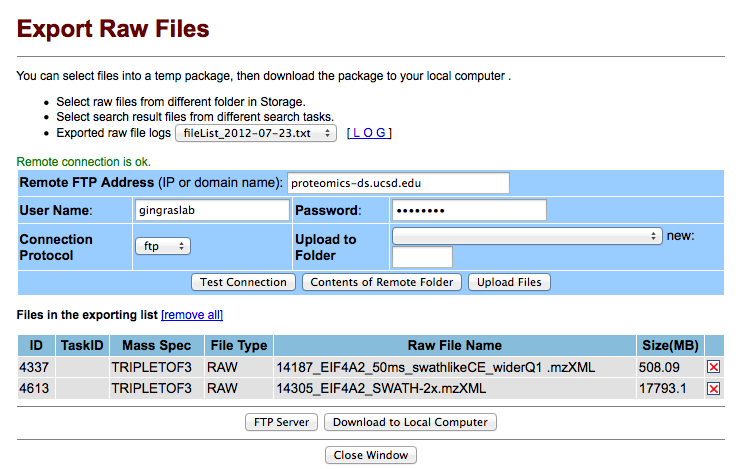 Export Raw Files
You can select files into a temp package, then download the package to your local computer .
Select raw files from different folder in Storage.
Select search result files from different search tasks.
Exported raw file logs fileList_2012-07-23.txt [ L O G ]
Remote connection is ok.
Remote FTP Address (IP or domain name): proteomics-ds.ucsd.edu
User Name: gingraslab Password: ••••••••
Connection Protocol ftp Upload to Folder new:
Test Connection Contents of Remote Folder Upload Files
Files in the exporting list [remove all]
ID TaskID Mass Spec File Type Raw File Name Size(MB)
4337 TRIPLETOF3 RAW 14187_EIF4A2_50ms_swathlikeCE_widerQ1 .mzXML 508.09
4613 TRIPLETOF3 RAW 14305_EIF4A2_SWATH-2x.mzXML 17793.1
FTP Server Download to Local Computer
Close Window